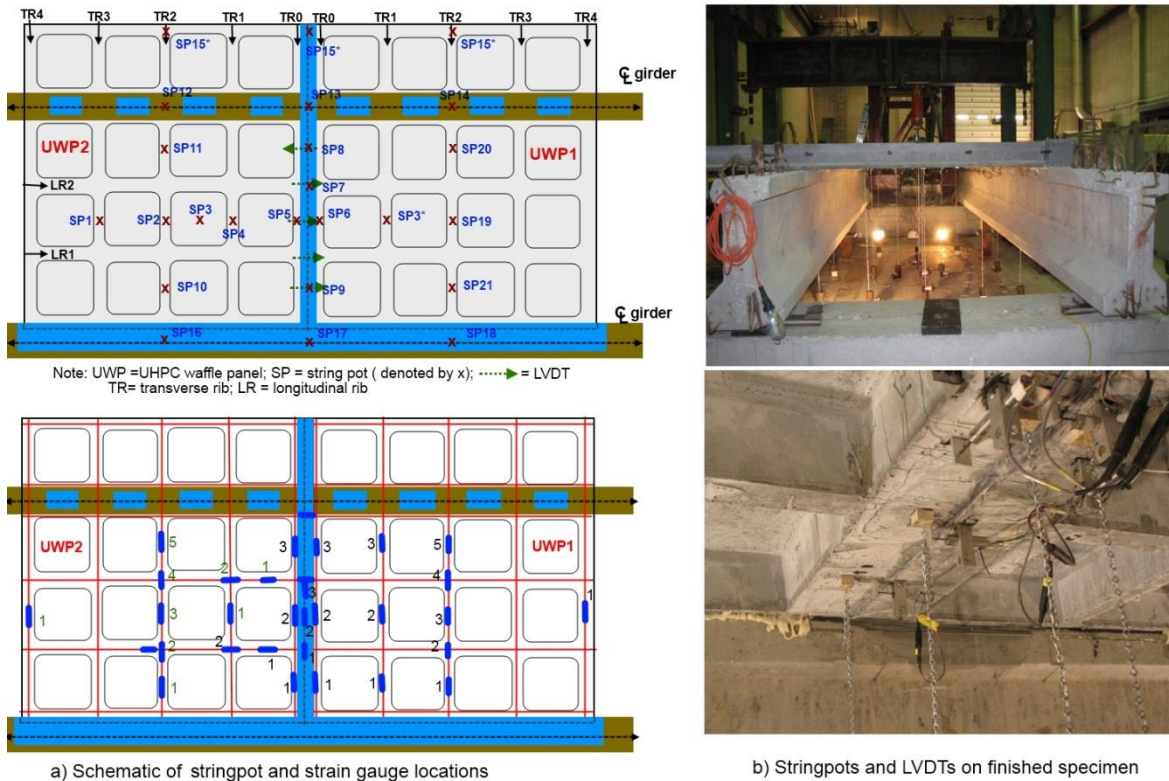 TR4 TR3 TR2 TR1 TR0 TR0 TR1 TR2 TR3 TR4
SP15* SP15* SP15*
℄ girder
SP12 SP13 SP14
UWP2 SP11 SP8 SP20 UWP1
LR2 SP7
SP1 SP2 SP3 SP4 SP5 SP6 SP3* SP19
LR1
SP10 SP9 SP21
℄ girder
SP16 SP17 SP18
Note: UWP =UHPC waffle panel; SP = string pot ( denoted by x); = LVDT
TR= transverse rib; LR = longitudinal rib
UWP2 5 3 3 3 5 UWP1
4 2 1 3 4
1 3 1 2 2 2 2 3 1
2 2 1 2
1 1 1 1 1 1
a) Schematic of stringpot and strain gauge locations
b) Stringpots and LVDTs on finished specimen